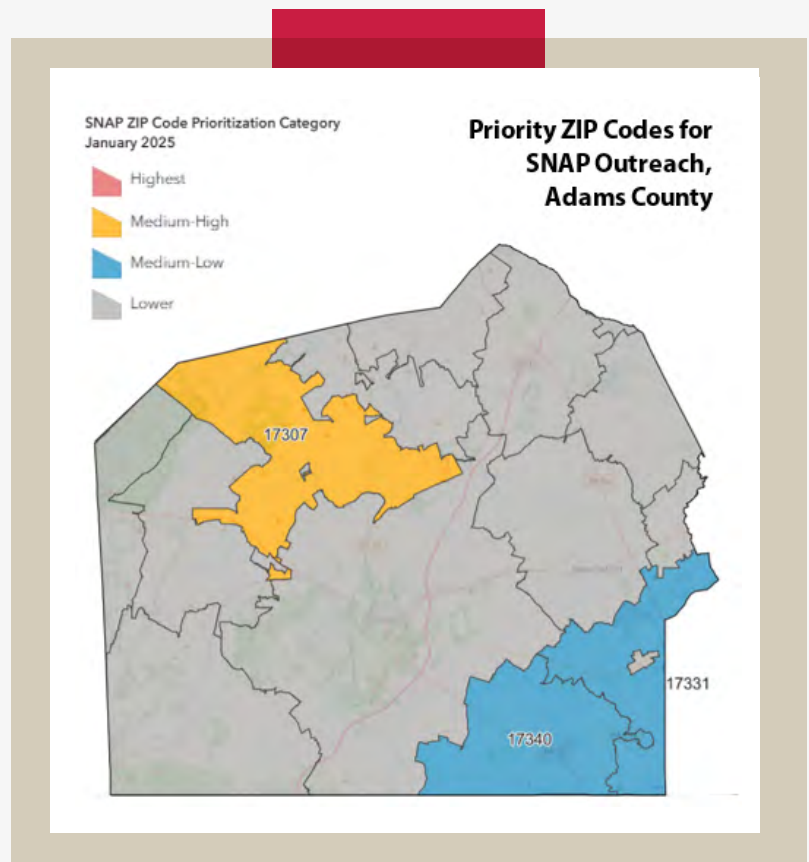 SNAP ZIP Code Prioritization Category
January 2025
Highest
Medium-High
Medium-Low
Lower
Priority ZIP Codes for
SNAP Outreach,
Adams County
17307
17331
17340